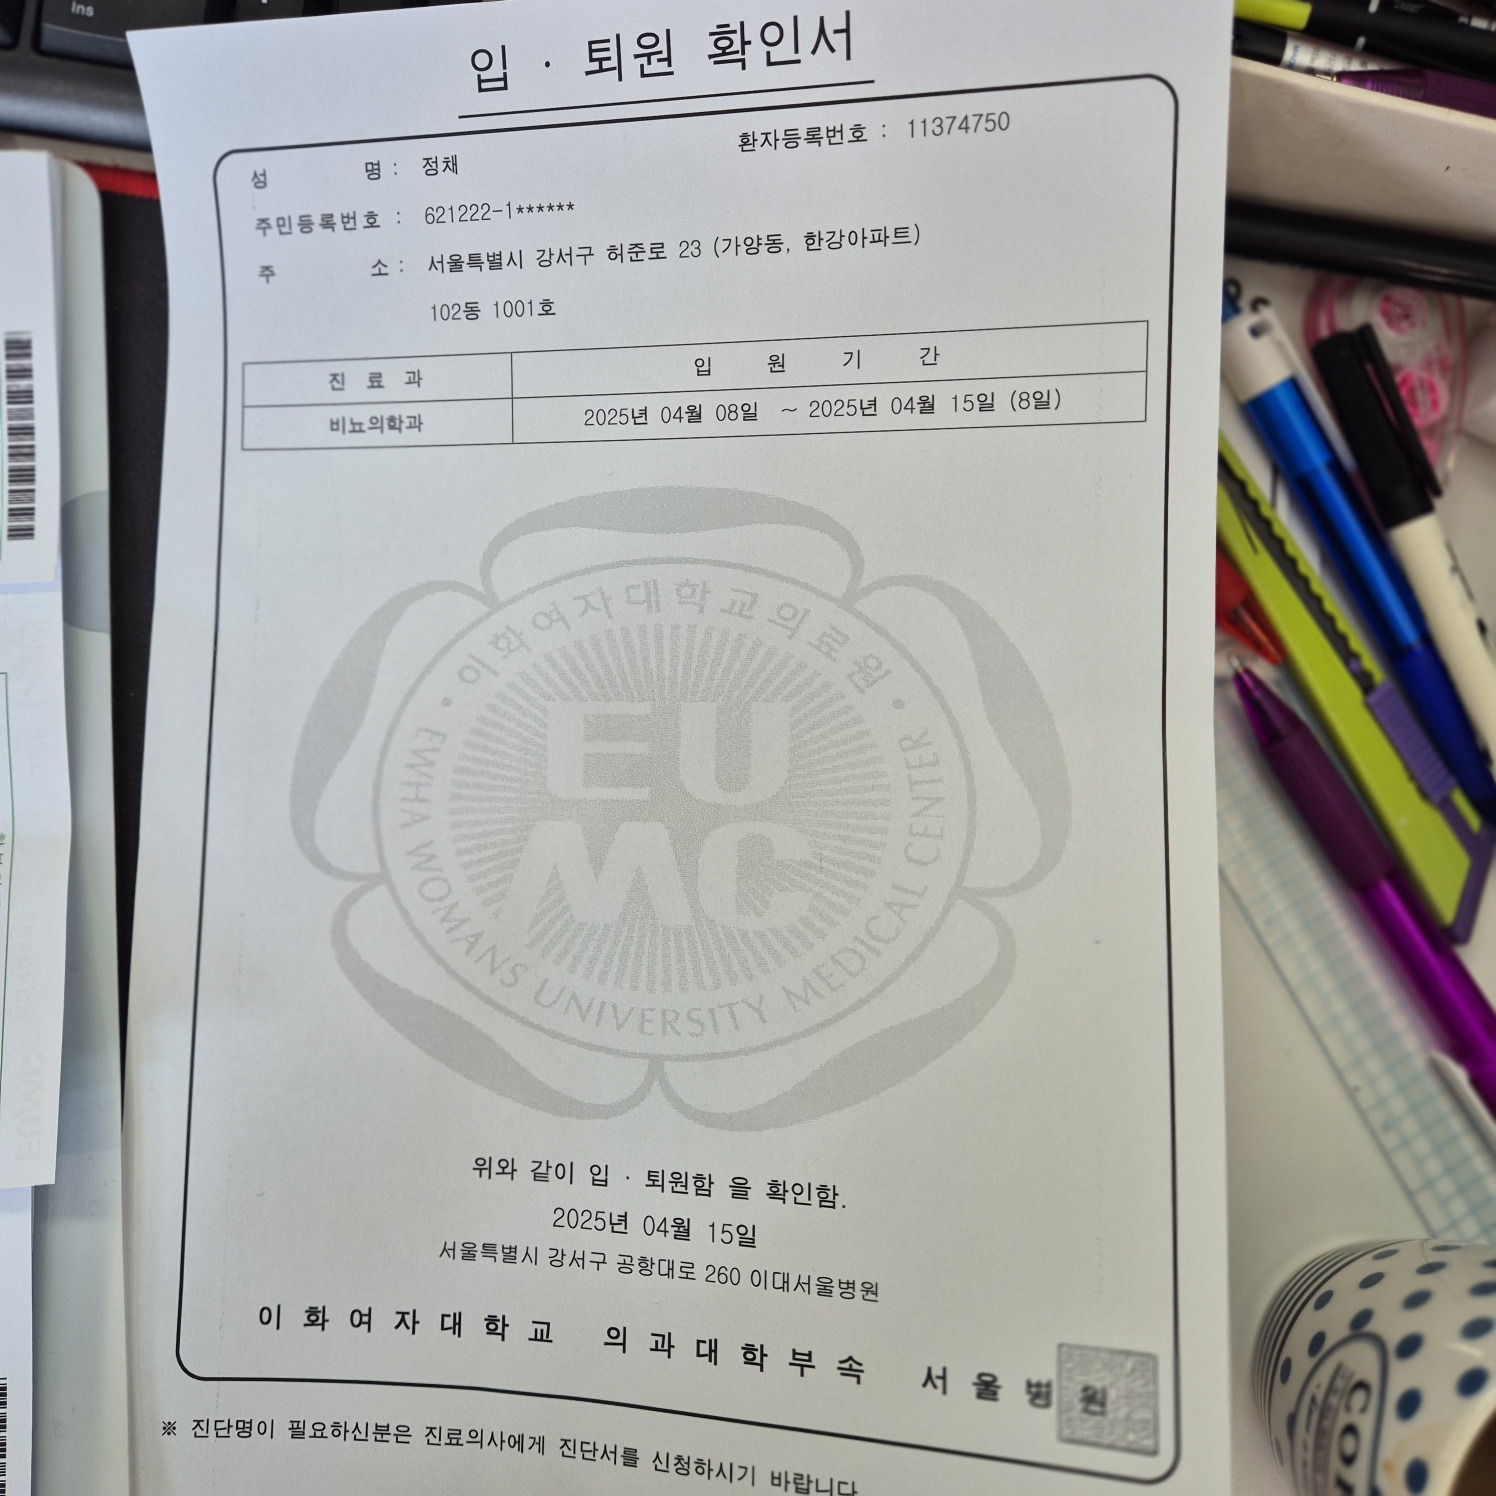 Ins
입 · 퇴원 확인서
환자등록번호 : 11374750
성 명 : 정채
주민등록번호 : 621222-1******
주 소 : 서울특별시 강서구 허준로 23 (가양동, 한강아파트)
102동 1001호
진 료 과 입 원 기 간
비뇨의학과 2025년 04월 08일 ~ 2025년 04월 15일 (8일)
• 이화여자대학교의료원 •
EUMC
EWHA WOMANS UNIVERSITY MEDICAL CENTER
위와 같이 입 · 퇴원함 을 확인함.
2025년 04월 15일
서울특별시 강서구 공항대로 260 이대서울병원
이 화 여 자 대 학 교 의 과 대 학 부 속 서 울 병 원
※ 진단명이 필요하신분은 진료의사에게 진단서를 신청하시기 바랍니다